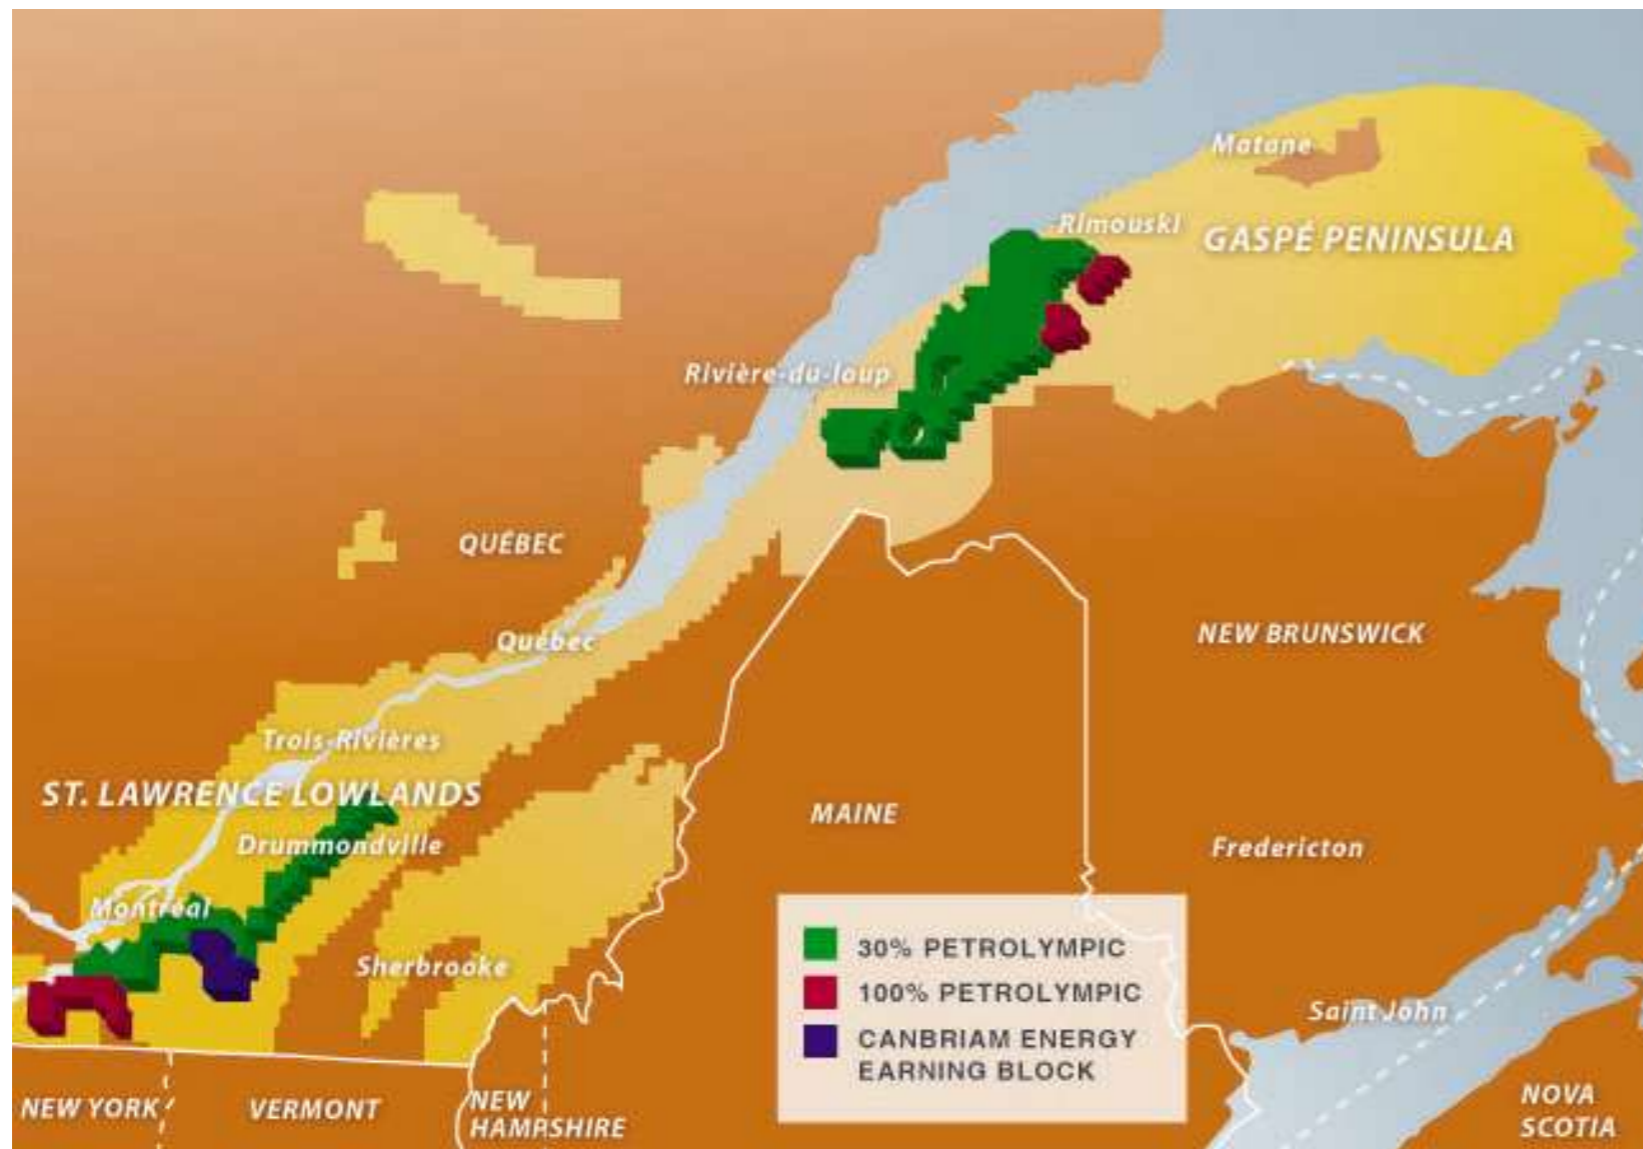 Matane
Rimouski
GASPÉ PENINSULA
Rivière-du-loup
QUÉBEC
Québec
NEW BRUNSWICK
Trois-Rivières
ST. LAWRENCE LOWLANDS
MAINE
Drummondville
Fredericton
Montréal
Sherbrooke
30% PETROLYMPIC
100% PETROLYMPIC
CANBRIAM ENERGY
EARNING BLOCK
Saint John
NEW YORK
VERMONT
NEW
HAMPSHIRE
NOVA
SCOTIA